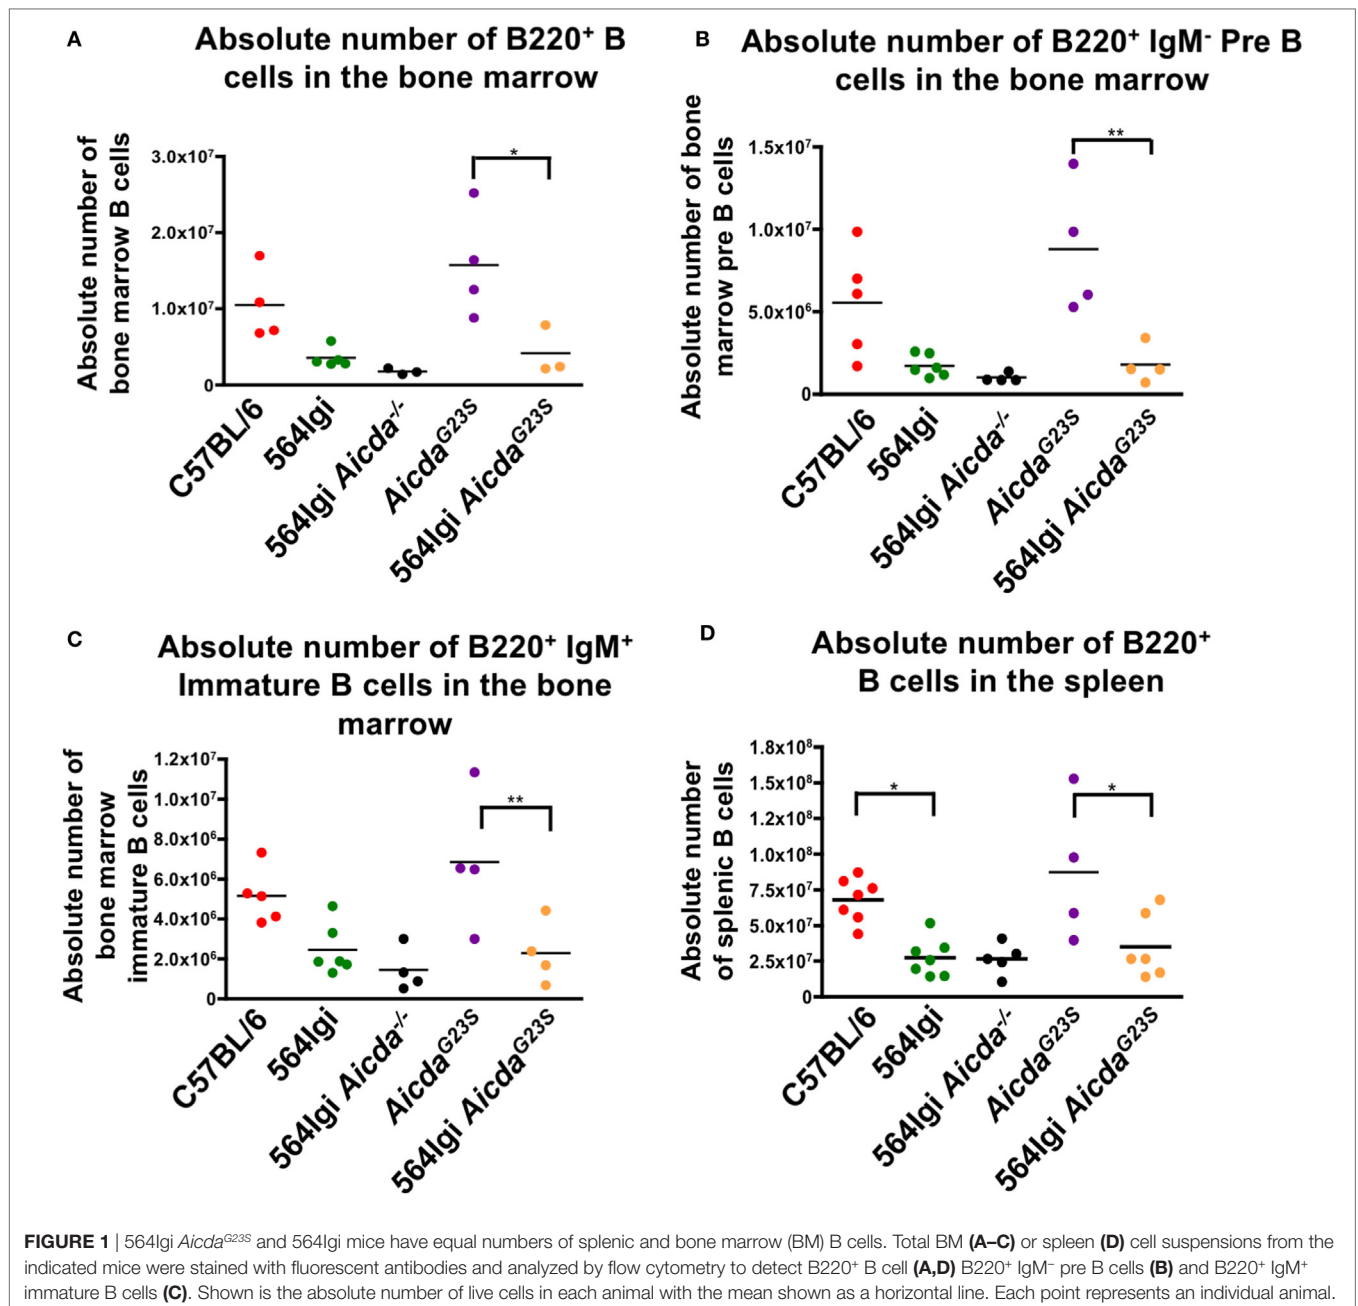 A
Absolute number of B220⁺ B
cells in the bone marrow
Absolute number of
bone marrow B cells
3.0x10⁷
2.0x10⁷
1.0x10⁷
0
*
C57BL/6
564Igi
564Igi Aicda⁻/⁻
Aicdaᴳ²³ˢ
564Igi Aicdaᴳ²³ˢ
B
Absolute number of B220⁺ IgM⁻ Pre B
cells in the bone marrow
Absolute number of bone
marrow pre B cells
1.5x10⁷
1.0x10⁷
5.0x10⁶
0
**
C57BL/6
564Igi
564Igi Aicda⁻/⁻
Aicdaᴳ²³ˢ
564Igi Aicdaᴳ²³ˢ
C
Absolute number of B220⁺ IgM⁺
Immature B cells in the bone
marrow
Absolute number of
bone marrow
immature B cells
1.2x10⁷
1.0x10⁷
8.0x10⁶
6.0x10⁶
4.0x10⁶
2.0x10⁶
0
**
C57BL/6
564Igi
564Igi Aicda⁻/⁻
Aicdaᴳ²³ˢ
564Igi Aicdaᴳ²³ˢ
D
Absolute number of B220⁺
B cells in the spleen
Absolute number
of splenic B cells
1.8x10⁸
1.5x10⁸
1.2x10⁸
1.0x10⁸
7.5x10⁷
5.0x10⁷
2.5x10⁷
0
*
*
C57BL/6
564Igi
564Igi Aicda⁻/⁻
Aicdaᴳ²³ˢ
564Igi Aicdaᴳ²³ˢ
FIGURE 1 | 564Igi Aicdaᴳ²³ˢ and 564Igi mice have equal numbers of splenic and bone marrow (BM) B cells. Total BM (A–C) or spleen (D) cell suspensions from the
indicated mice were stained with fluorescent antibodies and analyzed by flow cytometry to detect B220⁺ B cell (A,D) B220⁺ IgM⁻ pre B cells (B) and B220⁺ IgM⁺
immature B cells (C). Shown is the absolute number of live cells in each animal with the mean shown as a horizontal line. Each point represents an individual animal.